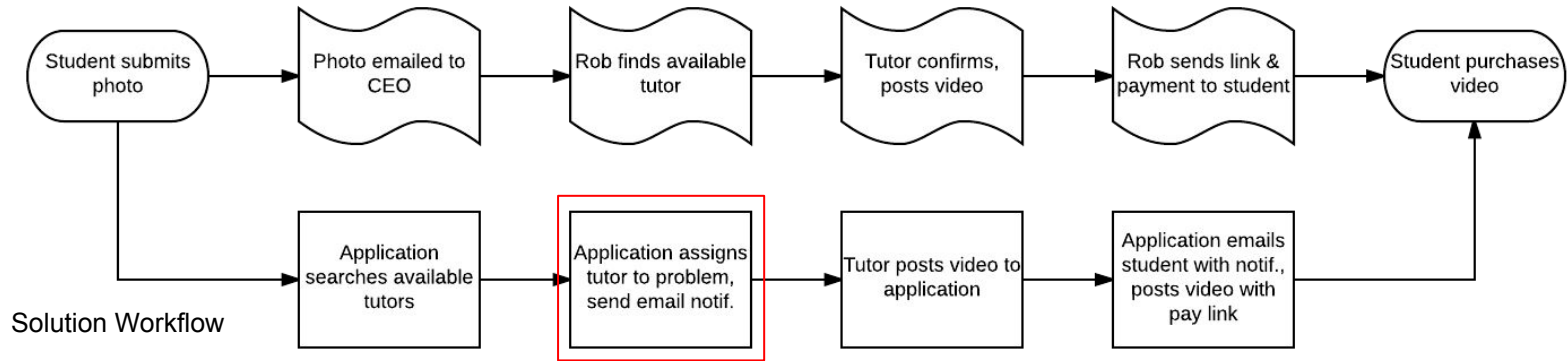 Student submits
photo
Photo emailed to
CEO
Rob finds available
tutor
Tutor confirms,
posts video
Rob sends link &
payment to student
Student purchases
video
Application
searches available
tutors
Application assigns
tutor to problem,
send email notif.
Tutor posts video to
application
Application emails
student with notif.,
posts video with
pay link
Solution Workflow